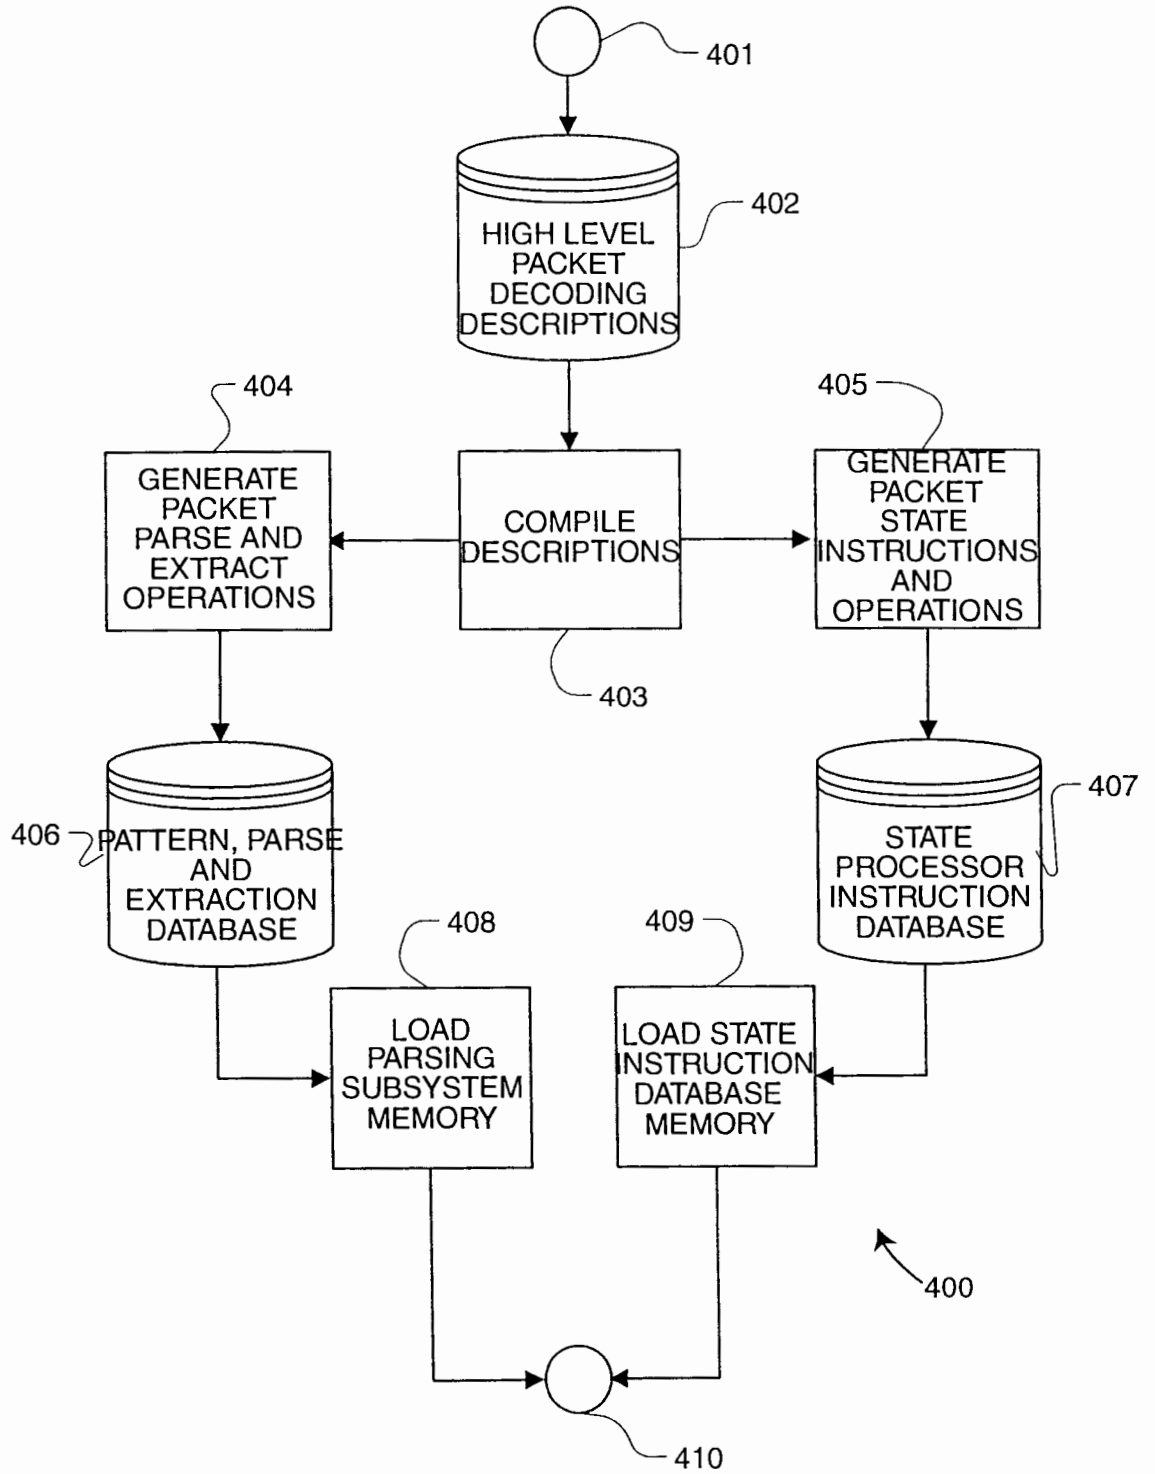 401
402
HIGH LEVEL
PACKET
DECODING
DESCRIPTIONS
404
405
GENERATE
PACKET
PARSE AND
EXTRACT
OPERATIONS
COMPILE
DESCRIPTIONS
GENERATE
PACKET
STATE
INSTRUCTIONS
AND
OPERATIONS
403
406
PATTERN, PARSE
AND
EXTRACTION
DATABASE
407
STATE
PROCESSOR
INSTRUCTION
DATABASE
408
409
LOAD
PARSING
SUBSYSTEM
MEMORY
LOAD STATE
INSTRUCTION
DATABASE
MEMORY
400
410